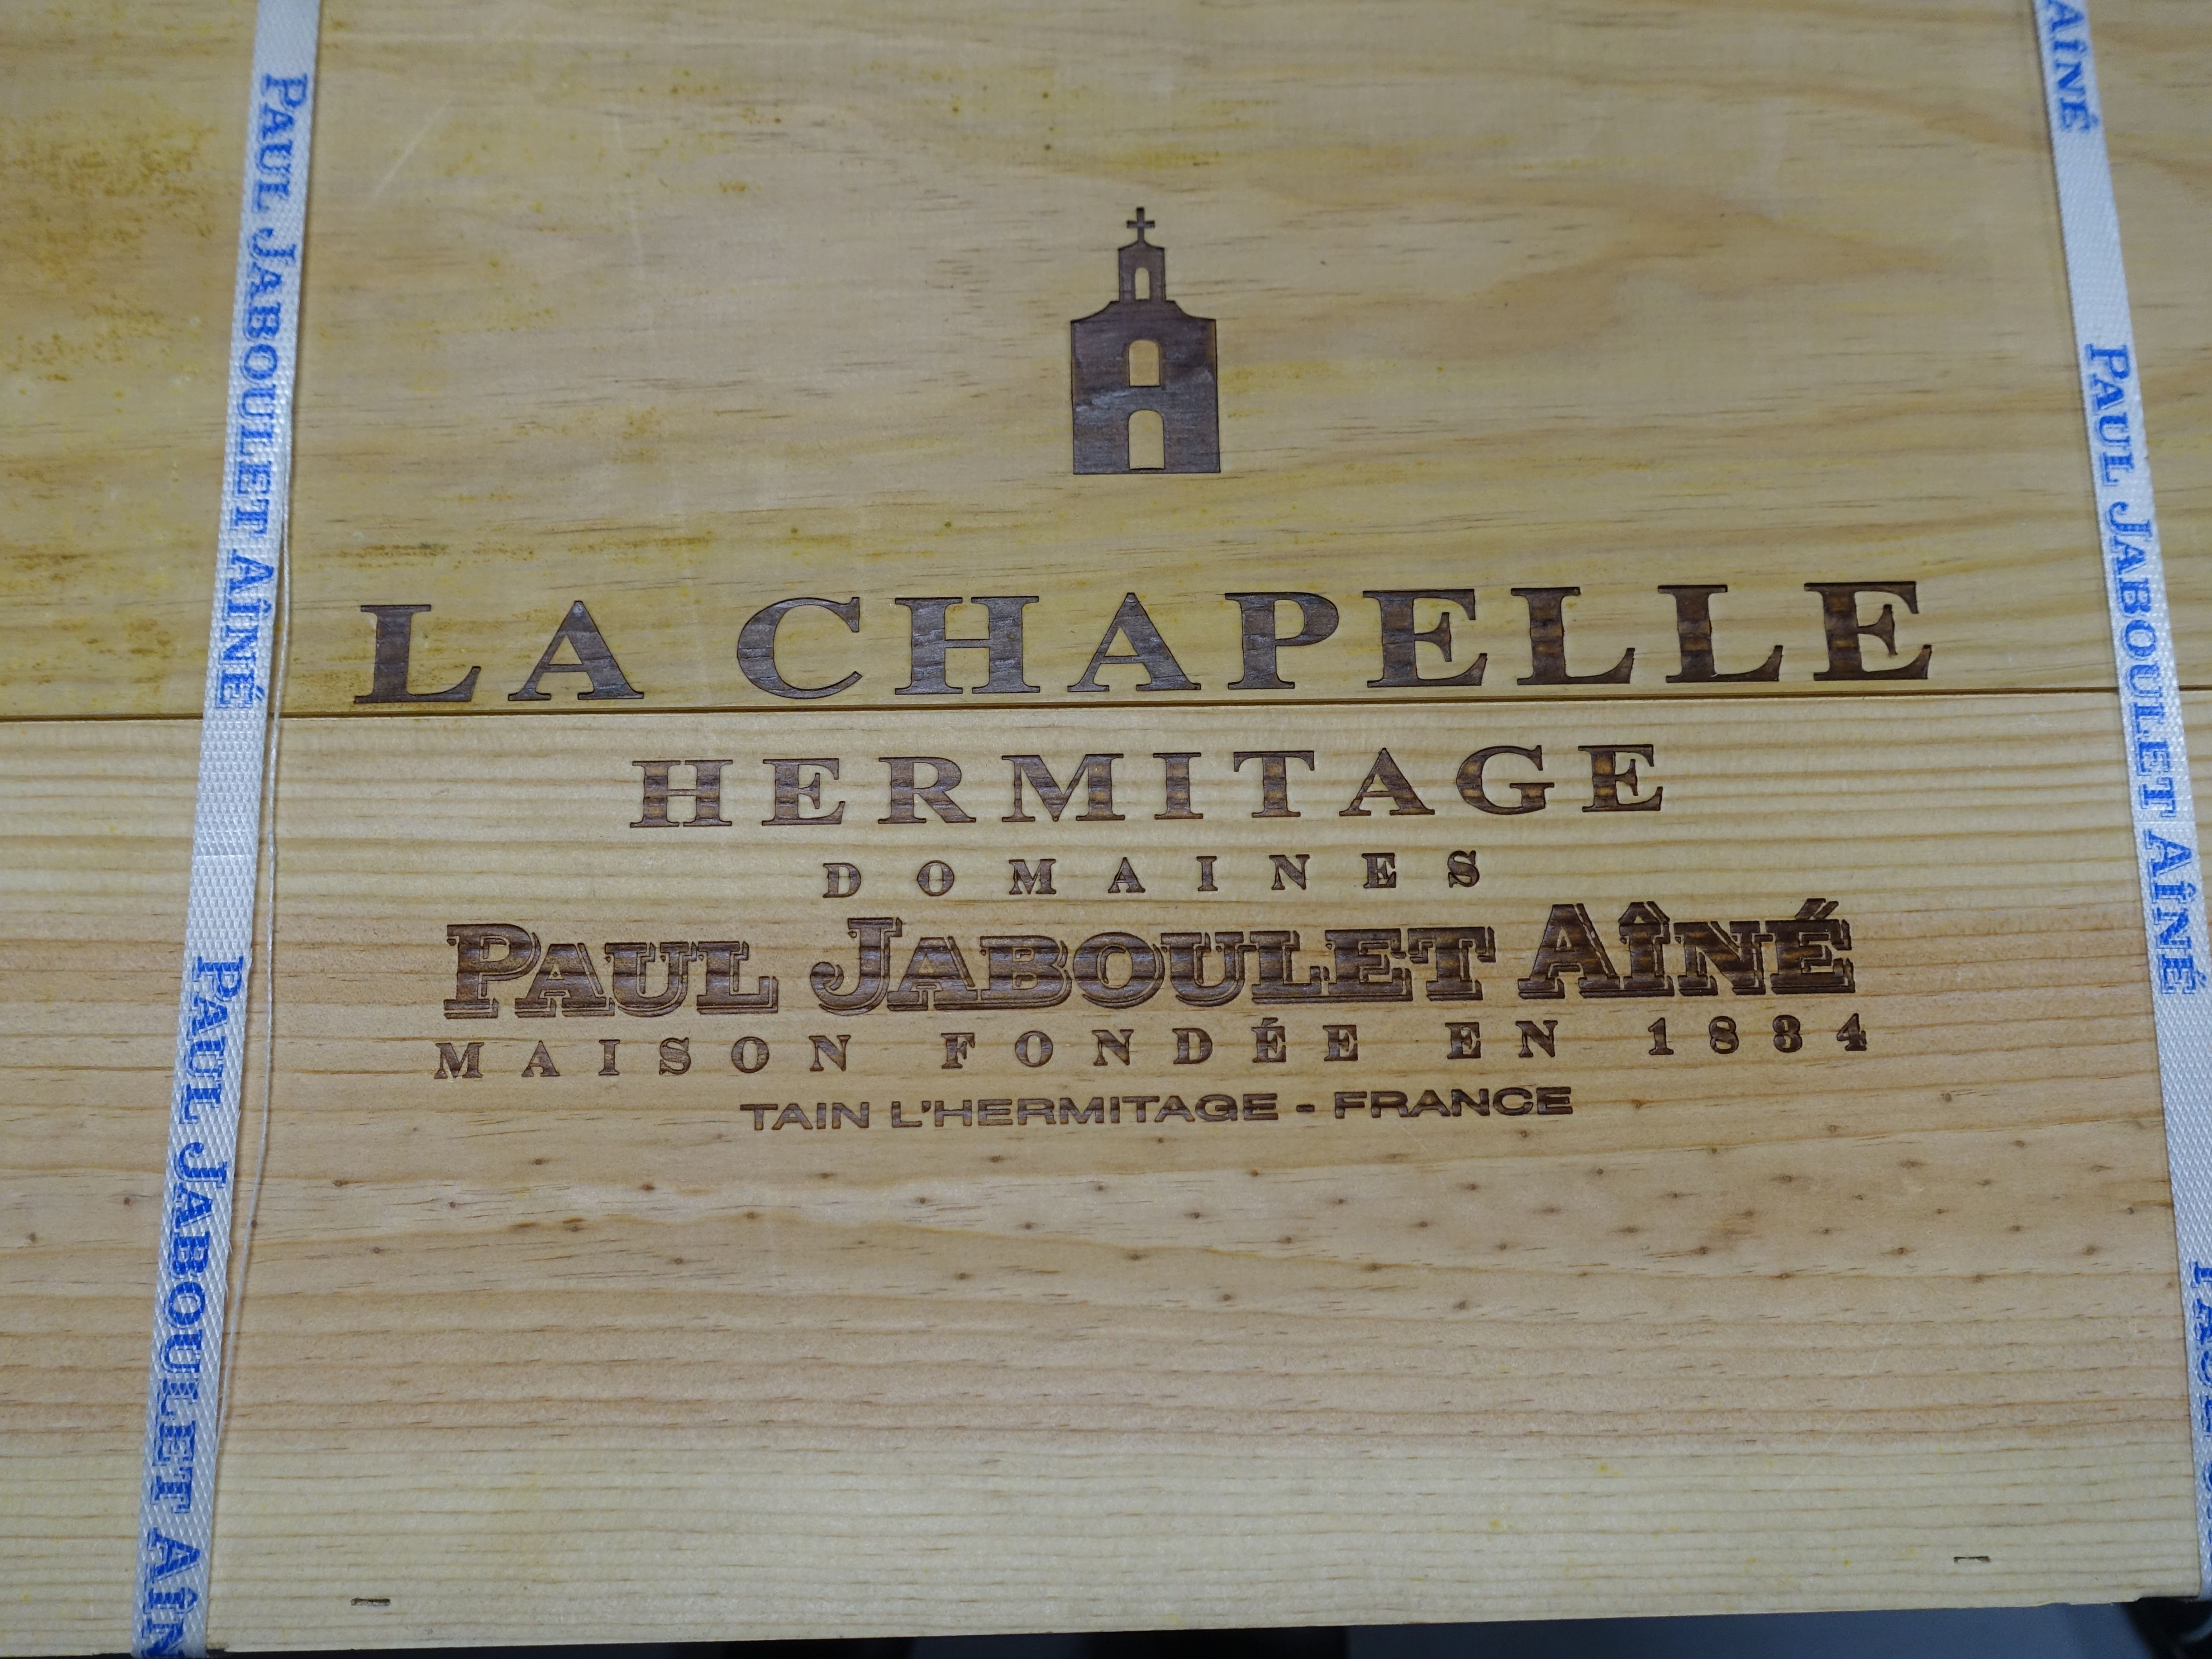 LA CHAPELLE
HERMITAGE
DOMAINES
PAUL JABOULET AÎNÉ
MAISON FONDÉE EN 1834
TAIN L'HERMITAGE - FRANCE
PAUL JABOULET AÎNÉ
PAUL JABOULET AÎN
AÎNÉ
PAUL JABOULET AÎNÉ